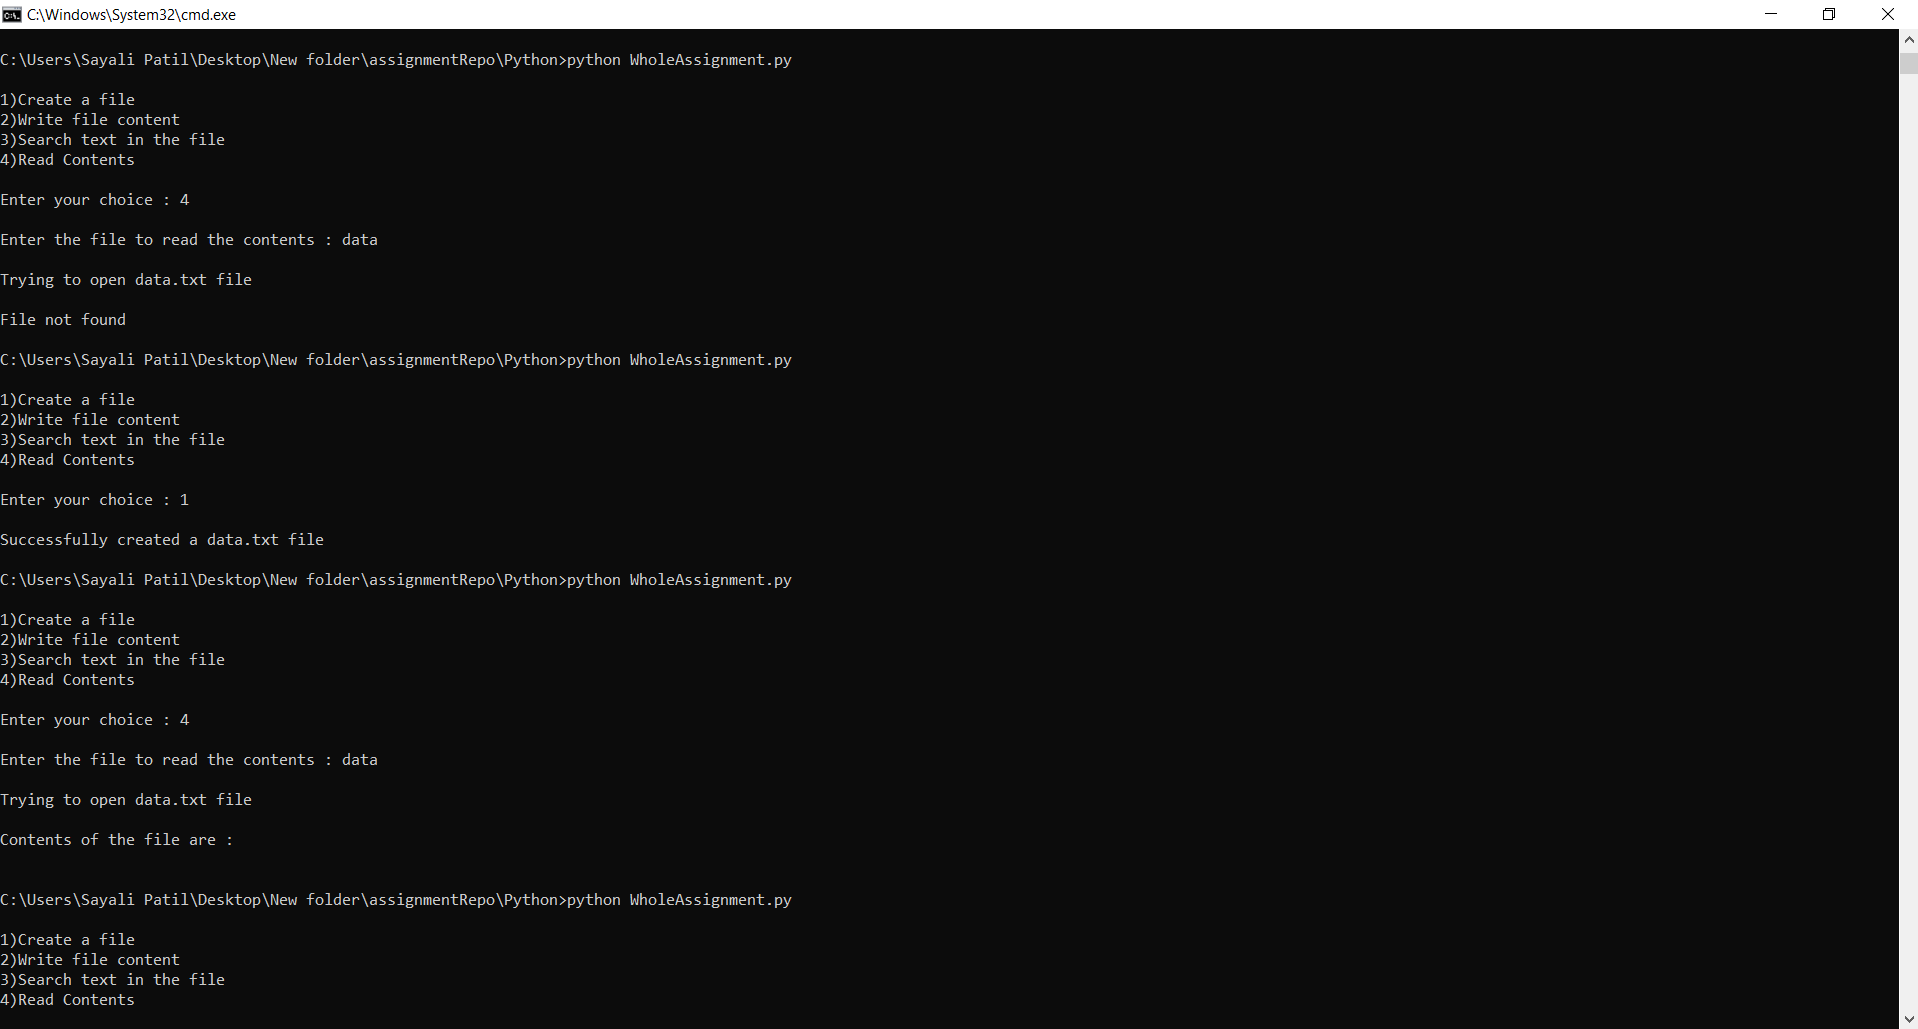 C:\Windows\System32\cmd.exe
C:\Users\Sayali Patil\Desktop\New folder\assignmentRepo\Python>python WholeAssignment.py
1)Create a file
2)Write file content
3)Search text in the file
4)Read Contents
Enter your choice : 4
Enter the file to read the contents : data
Trying to open data.txt file
File not found
C:\Users\Sayali Patil\Desktop\New folder\assignmentRepo\Python>python WholeAssignment.py
1)Create a file
2)Write file content
3)Search text in the file
4)Read Contents
Enter your choice : 1
Successfully created a data.txt file
C:\Users\Sayali Patil\Desktop\New folder\assignmentRepo\Python>python WholeAssignment.py
1)Create a file
2)Write file content
3)Search text in the file
4)Read Contents
Enter your choice : 4
Enter the file to read the contents : data
Trying to open data.txt file
Contents of the file are :
C:\Users\Sayali Patil\Desktop\New folder\assignmentRepo\Python>python WholeAssignment.py
1)Create a file
2)Write file content
3)Search text in the file
4)Read Contents